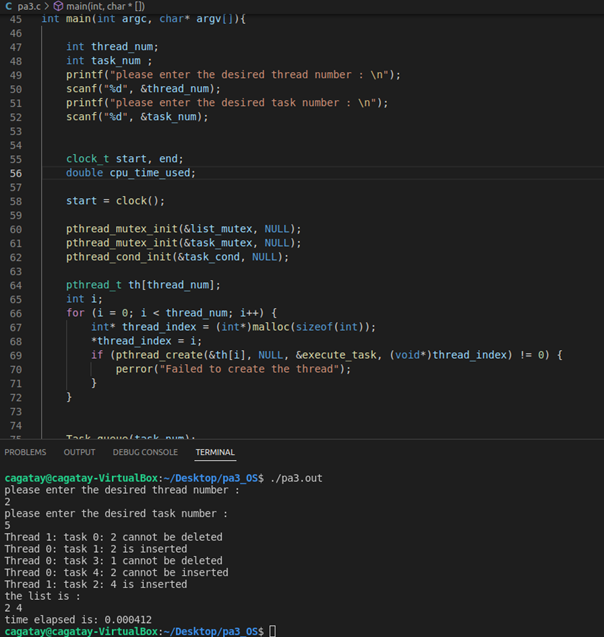 C pa3.c > main(int, char * [])
45 int main(int argc, char* argv[]){
46
47 int thread_num;
48 int task_num ;
49 printf("please enter the desired thread number : \n");
50 scanf("%d", &thread_num);
51 printf("please enter the desired task number : \n");
52 scanf("%d", &task_num);
53
54
55 clock_t start, end;
56 double cpu_time_used;
57
58 start = clock();
59
60 pthread_mutex_init(&list_mutex, NULL);
61 pthread_mutex_init(&task_mutex, NULL);
62 pthread_cond_init(&task_cond, NULL);
63
64 pthread_t th[thread_num];
65 int i;
66 for (i = 0; i < thread_num; i++) {
67 int* thread_index = (int*)malloc(sizeof(int));
68 *thread_index = i;
69 if (pthread_create(&th[i], NULL, &execute_task, (void*)thread_index) != 0) {
70 perror("Failed to create the thread");
71 }
72 }
73
74
75 Task queue(task_num);
PROBLEMS OUTPUT DEBUG CONSOLE TERMINAL
cagatay@cagatay-VirtualBox:~/Desktop/pa3_OS$ ./pa3.out
please enter the desired thread number :
2
please enter the desired task number :
5
Thread 1: task 0: 2 cannot be deleted
Thread 0: task 1: 2 is inserted
Thread 0: task 3: 1 cannot be deleted
Thread 0: task 4: 2 cannot be inserted
Thread 1: task 2: 4 is inserted
the list is :
2 4
time elapsed is: 0.000412
cagatay@cagatay-VirtualBox:~/Desktop/pa3_OS$